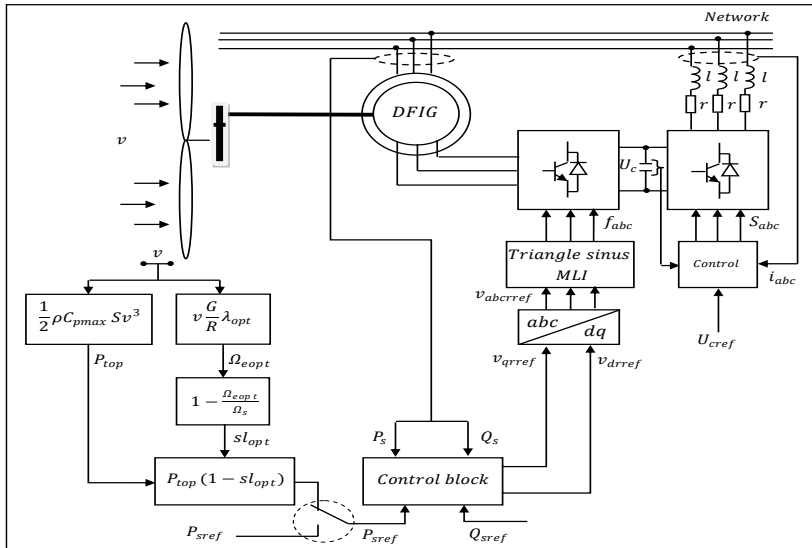 Network
l l l
r r r
DFIG
v
U_c
f_abc
S_abc
Triangle sinus
MLI
Control
i_abc
v
v_abcrref
U_cref
abc
dq
1/2 ρC_pmax Sv^3
v G/R λ_opt
v_qrref
v_drref
P_top
Ω_eopt
1 − Ω_eopt/Ω_s
sl_opt
P_s
Q_s
P_top (1 − sl_opt)
Control block
P_sref
P_sref
Q_sref